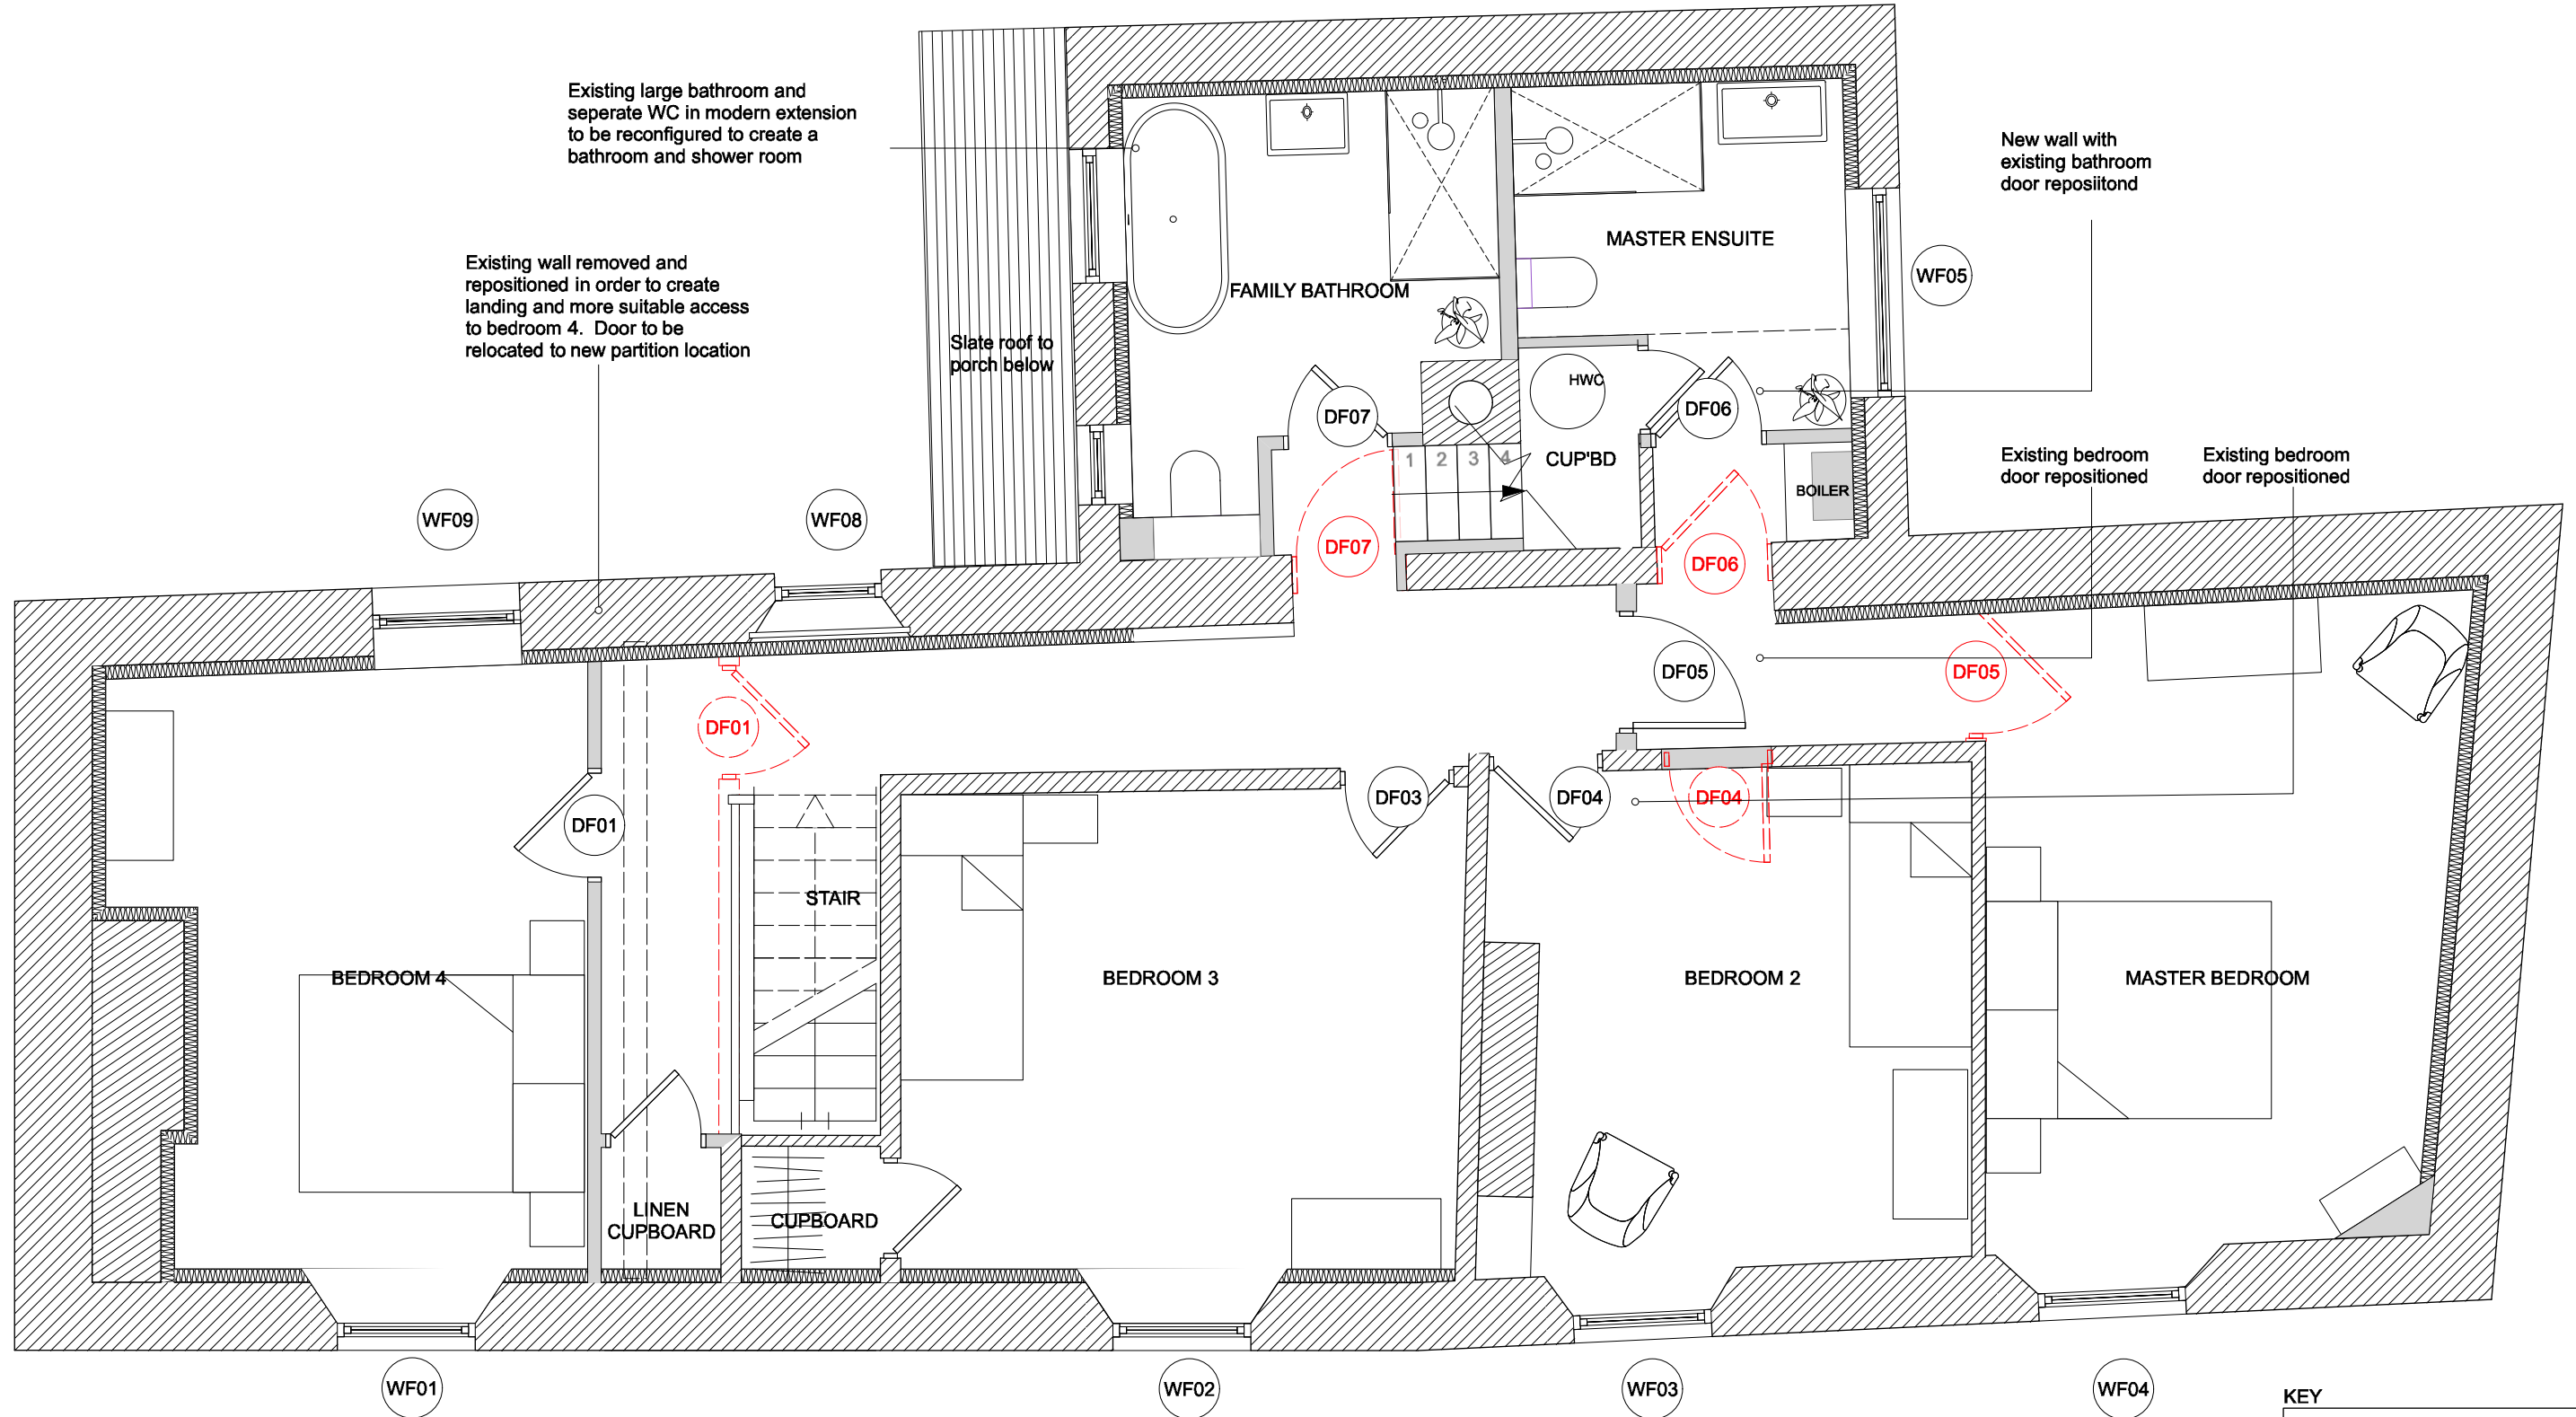 Existing large bathroom and
seperate WC in modern extension
to be reconfigured to create a
bathroom and shower room
New wall with
existing bathroom
door reposiitond
Existing wall removed and
repositioned in order to create
landing and more suitable access
to bedroom 4. Door to be
relocated to new partition location
MASTER ENSUITE
WF05
FAMILY BATHROOM
Slate roof to
porch below
HWC
DF07
DF06
1 2 3 4
CUP'BD
BOILER
Existing bedroom
door repositioned
Existing bedroom
door repositioned
WF09
WF08
DF07
DF06
DF05
DF05
DF01
DF03
DF04
DF04
DF01
STAIR
BEDROOM 4
BEDROOM 3
BEDROOM 2
MASTER BEDROOM
LINEN
CUPBOARD
CUPBOARD
WF01
WF02
WF03
WF04
KEY